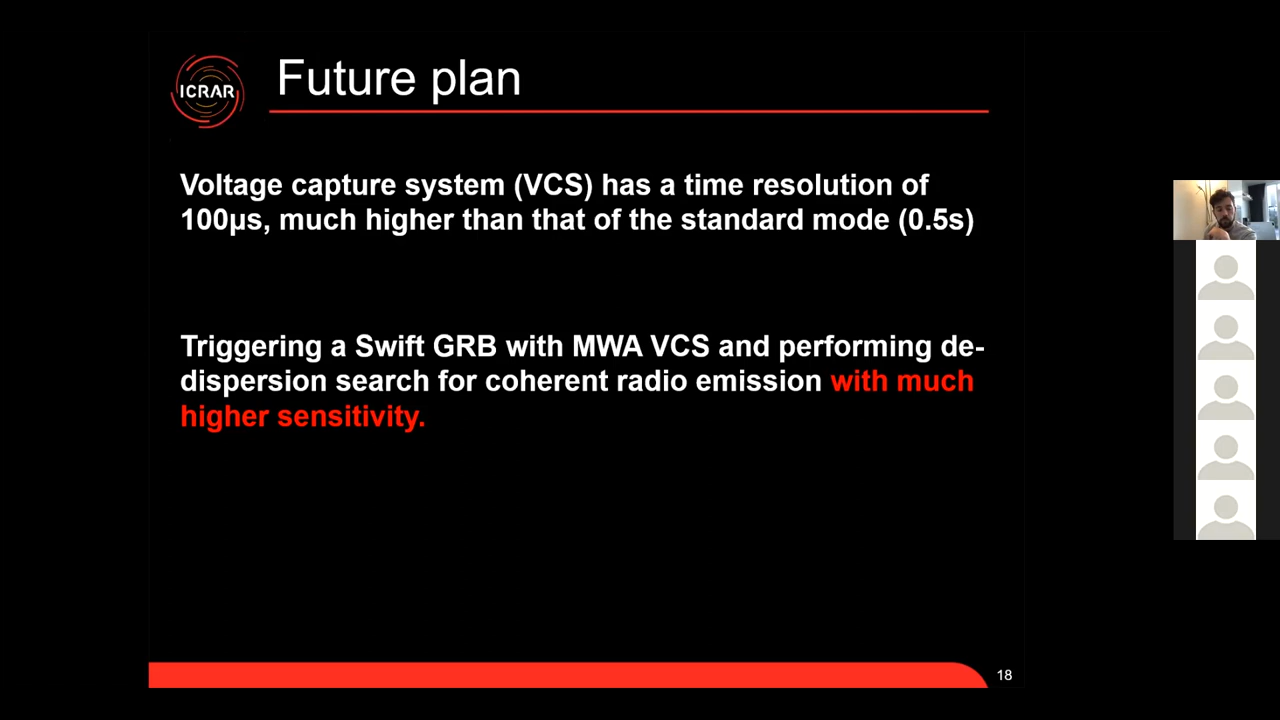 ICRAR
Future plan
Voltage capture system (VCS) has a time resolution of
100µs, much higher than that of the standard mode (0.5s)
Triggering a Swift GRB with MWA VCS and performing de-
dispersion search for coherent radio emission with much
higher sensitivity.
18